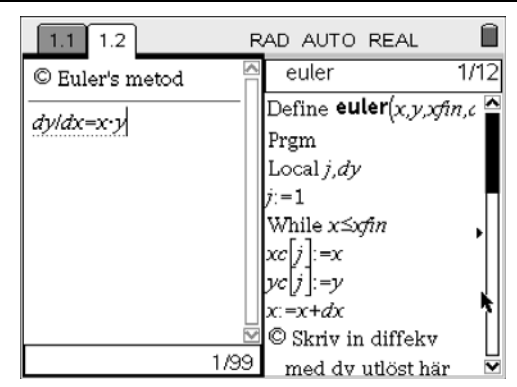 1.1 1.2 RAD AUTO REAL
© Euler's metod
dy/dx=x·y
1/99
euler 1/12
Define euler(x,y,xfin,
Prgm
Local j,dy
j:=1
While x≤xfin
xc[j]:=x
yc[j]:=y
x:=x+dx
© Skriv in diffekv
med dy utlöst här